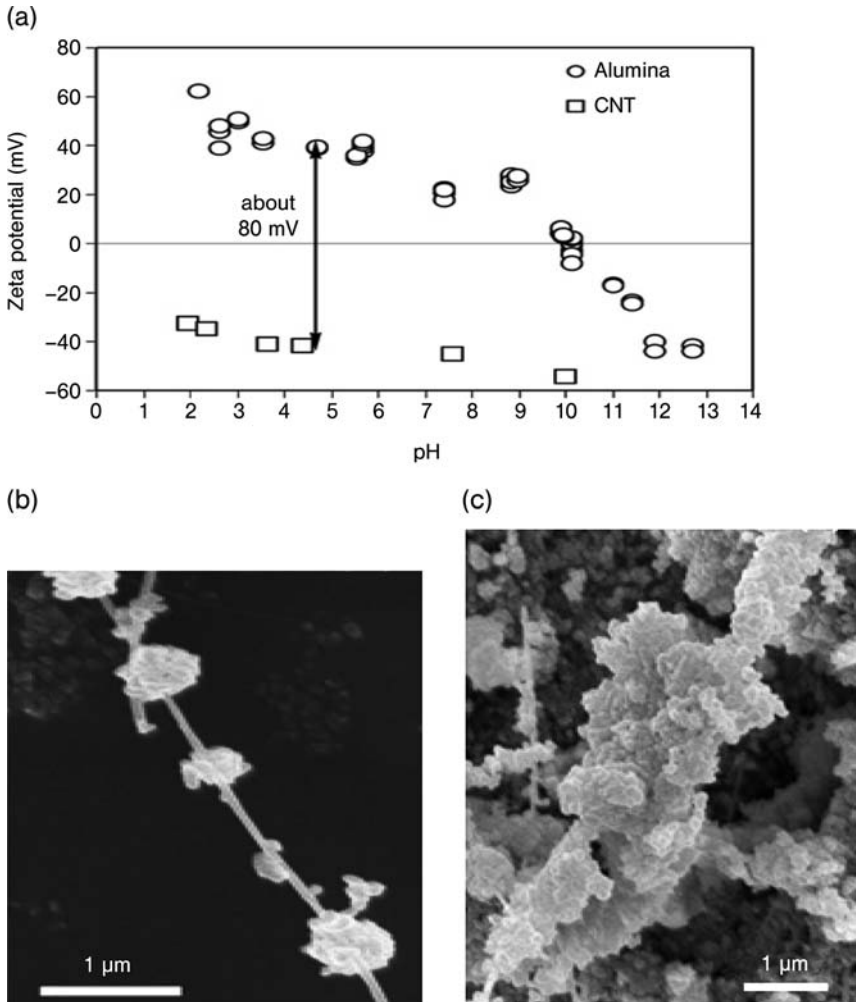 (a)
80
60
40
20
0
−20
−40
−60
Zeta potential (mV)
Alumina
CNT
about
80 mV
0 1 2 3 4 5 6 7 8 9 10 11 12 13 14
pH
(b)
(c)
1 μm
1 μm